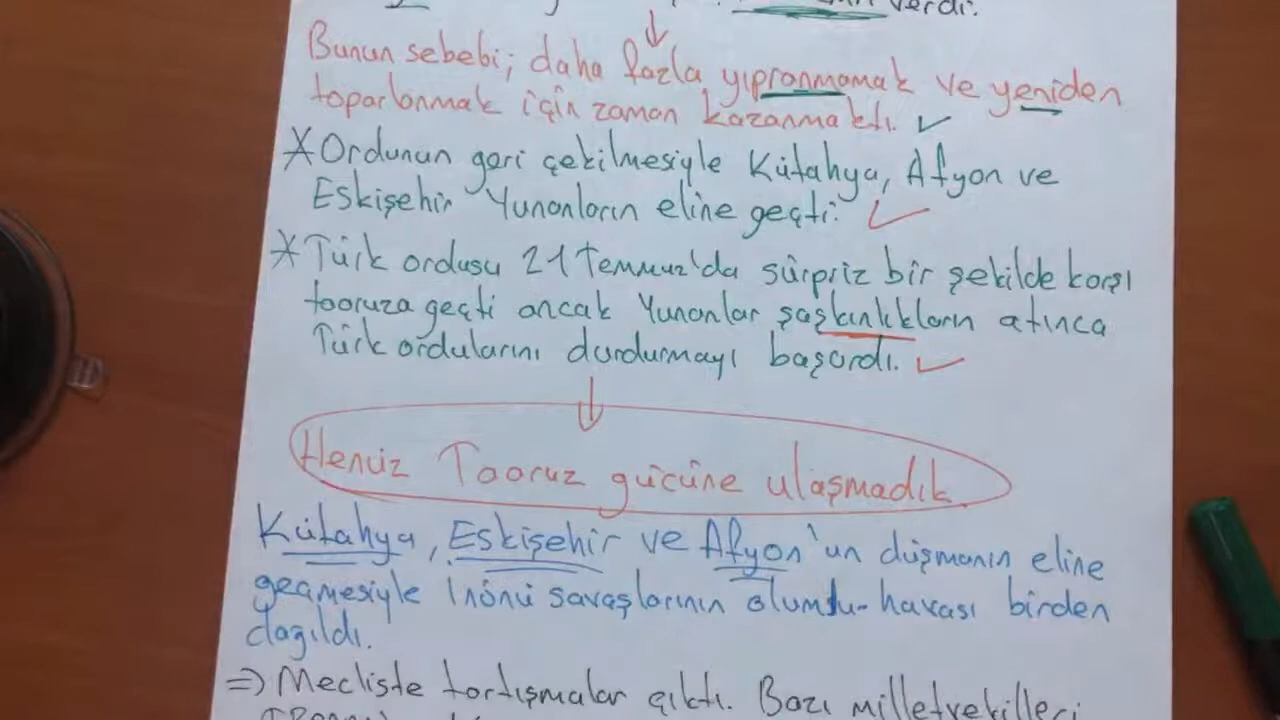 verdi.
Bunun sebebi; daha fazla yıpranmamak ve yeniden
toparlanmak için zaman kazanmaktı.
* Ordunun geri çekilmesiyle Kütahya, Afyon ve
Eskişehir Yunanların eline geçti.
* Türk ordusu 21 Temmuz'da sürpriz bir şekilde karşı
taaruza geçti ancak Yunanlar şaşkınlıkların atınca
Türk ordularını durdurmayı başardı.
Henüz Taaruz gücüne ulaşmadık
Kütahya, Eskişehir ve Afyon'un düşmanın eline
geçmesiyle İnönü savaşlarının olumlu havası birden
dağıldı.
⇒ Mecliste tartışmalar çıktı. Bazı milletvekilleri